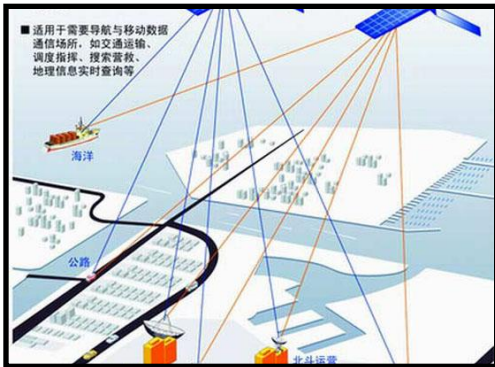 ■ 适用于需要导航与移动数据
通信场所，如交通运输、
调度指挥、搜索营救、
地理信息实时查询等
海洋
公路
北斗运营